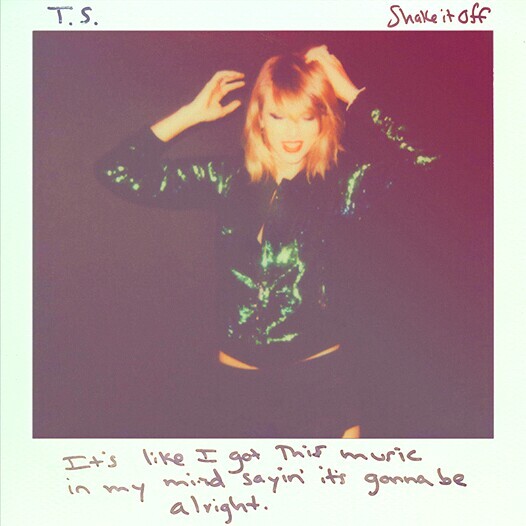 T. S. Shake it Off
It's like I got This music
in my mind sayin' it's gonna be
alright.